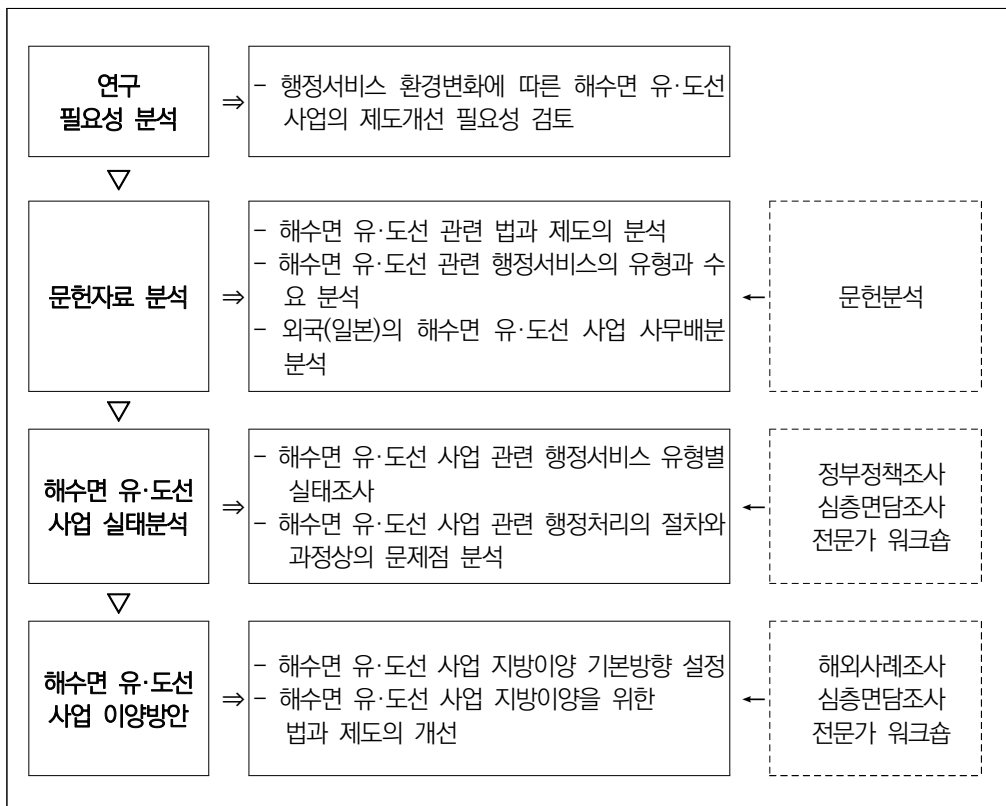 연구
필요성 분석
⇒
- 행정서비스 환경변화에 따른 해수면 유·도선
사업의 제도개선 필요성 검토
▽
문헌자료 분석
⇒
- 해수면 유·도선 관련 법과 제도의 분석
- 해수면 유·도선 관련 행정서비스의 유형과 수
요 분석
- 외국(일본)의 해수면 유·도선 사업 사무배분
분석
←
문헌분석
▽
해수면 유·도선
사업 실태분석
⇒
- 해수면 유·도선 사업 관련 행정서비스 유형별
실태조사
- 해수면 유·도선 사업 관련 행정처리의 절차와
과정상의 문제점 분석
←
정부정책조사
심층면담조사
전문가 워크숍
▽
해수면 유·도선
사업 이양방안
⇒
- 해수면 유·도선 사업 지방이양 기본방향 설정
- 해수면 유·도선 사업 지방이양을 위한
법과 제도의 개선
←
해외사례조사
심층면담조사
전문가 워크숍